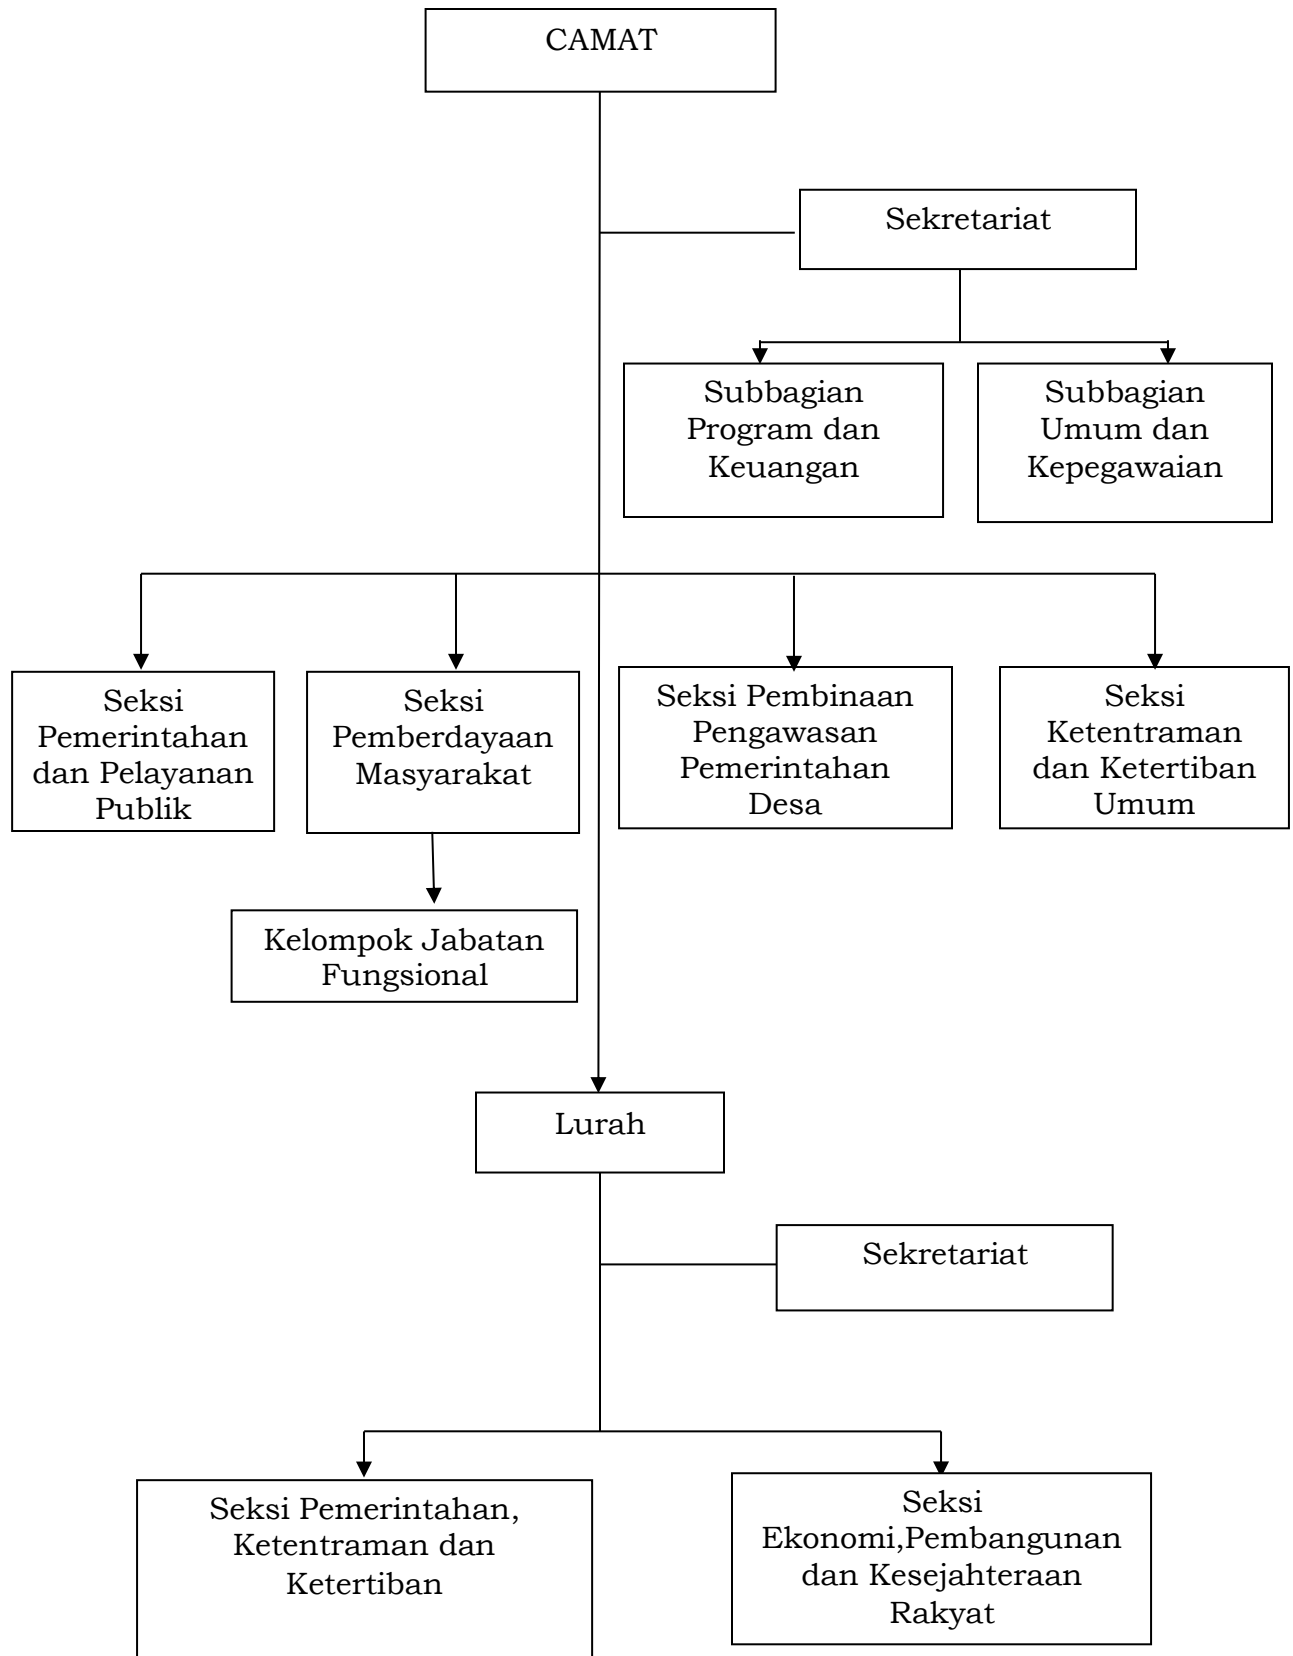 CAMAT
Sekretariat
Subbagian
Program dan
Keuangan
Subbagian
Umum dan
Kepegawaian
Seksi
Pemerintahan
dan Pelayanan
Publik
Seksi
Pemberdayaan
Masyarakat
Seksi Pembinaan
Pengawasan
Pemerintahan
Desa
Seksi
Ketentraman
dan Ketertiban
Umum
Kelompok Jabatan
Fungsional
Lurah
Sekretariat
Seksi Pemerintahan,
Ketentraman dan
Ketertiban
Seksi
Ekonomi,Pembangunan
dan Kesejahteraan
Rakyat